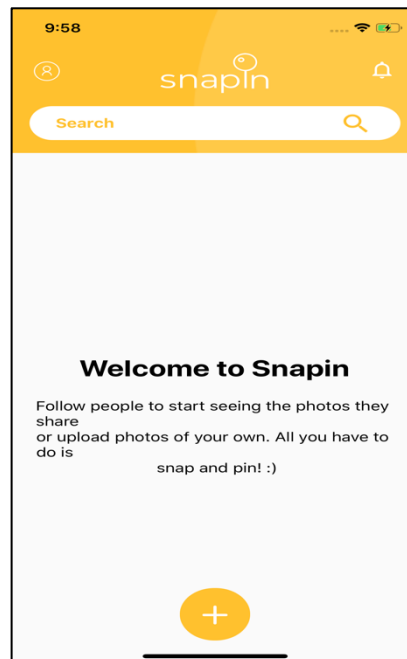 9:58
snapin
Search
Welcome to Snapin
Follow people to start seeing the photos they
share
or upload photos of your own. All you have to
do is
snap and pin! :)